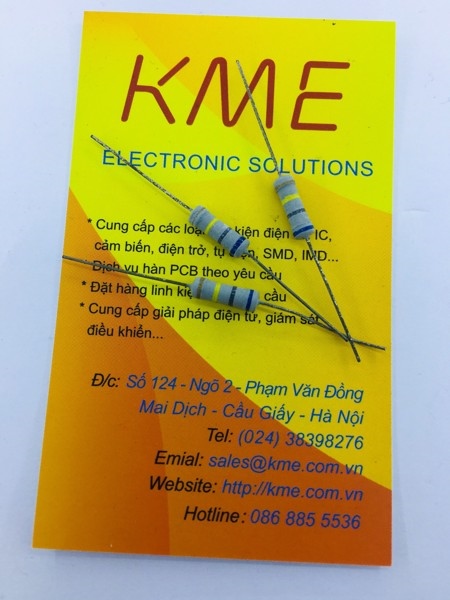 KME
ELECTRONIC SOLUTIONS
* Cung cấp các kiện điện IC,
cảm biến, điện trở, tụ SMD, IMD...
Dịch vụ hàn PCB theo yêu cầu
* Đặt hàng linh cầu
* Cung cấp giải pháp điện tử, giám sát
điều khiển...
Đ/c: Số 124 - Ngõ 2 - Phạm Văn Đồng
Mai Dịch - Cầu Giấy - Hà Nội
Tel: (024) 38398276
Emial: sales@kme.com.vn
Website: http://kme.com.vn
Hotline: 086 885 5536